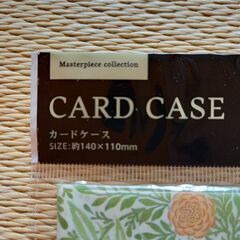 Masterpiece collection
CARD CASE
カードケース
SIZE:約140×110mm